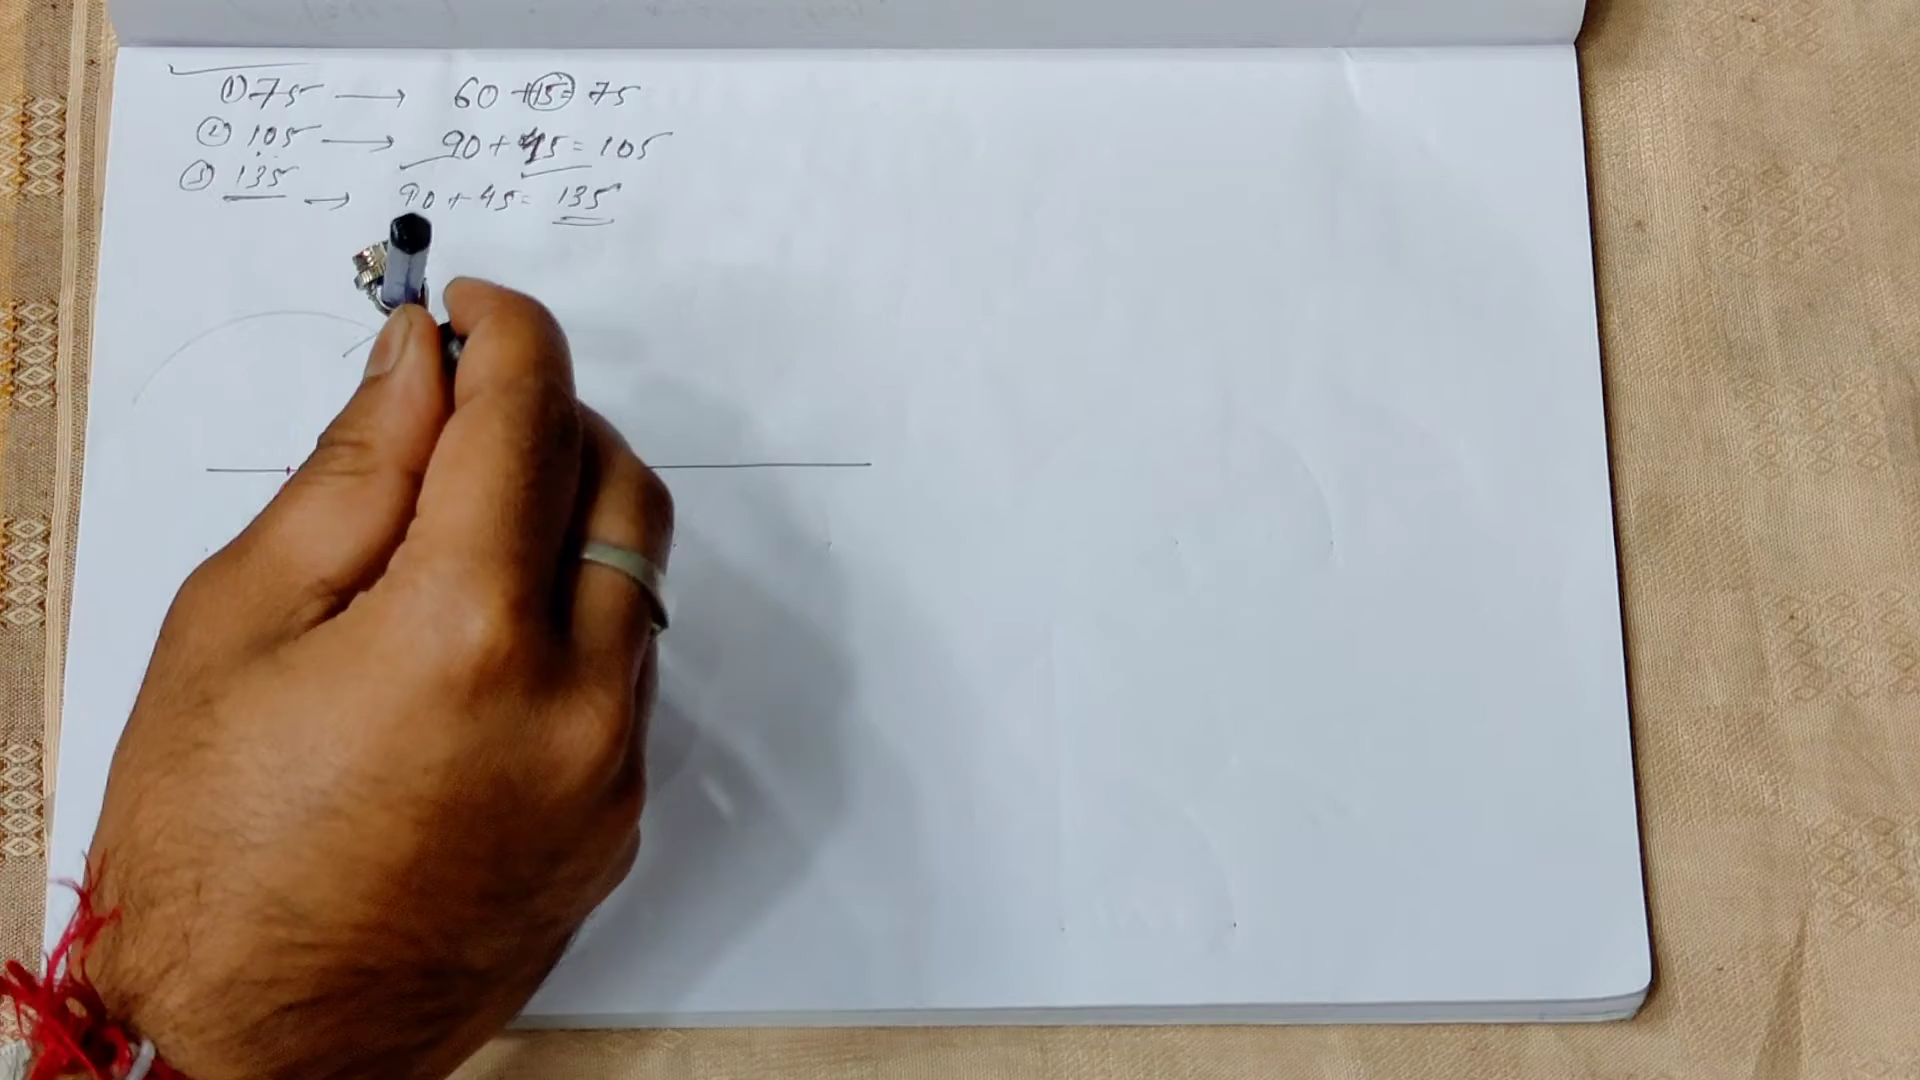 ① 75 → 60 + 15 = 75
② 105 → 90 + 15 = 105
③ 135 → 90 + 45 = 135